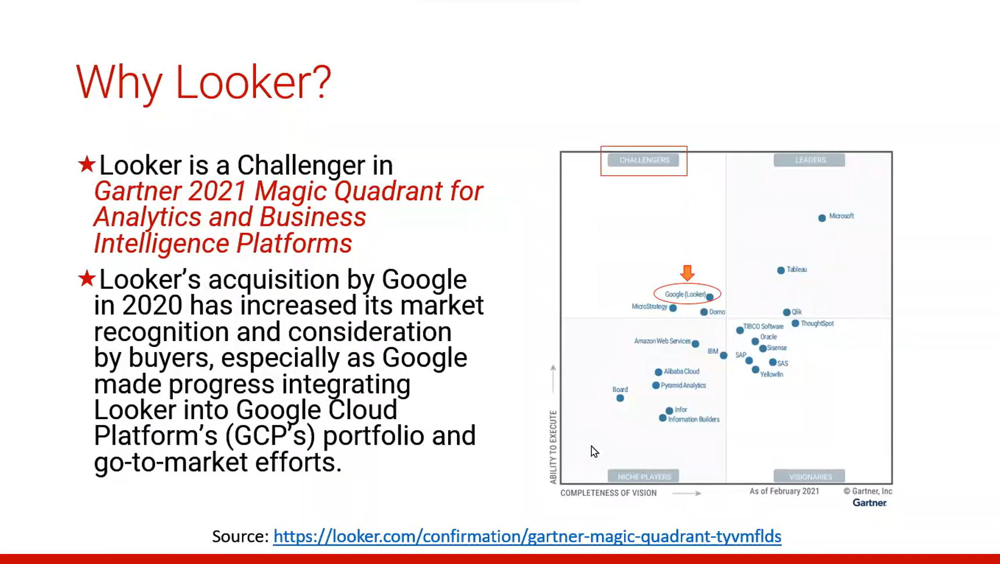 Why Looker?
★Looker is a Challenger in
Gartner 2021 Magic Quadrant for
Analytics and Business
Intelligence Platforms
★Looker’s acquisition by Google
in 2020 has increased its market
recognition and consideration
by buyers, especially as Google
made progress integrating
Looker into Google Cloud
Platform’s (GCP’s) portfolio and
go-to-market efforts.
CHALLENGERS
LEADERS
Microsoft
Tableau
Google (Looker)
MicroStrategy
Domo
Qlik
ThoughtSpot
TIBCO Software
Oracle
Amazon Web Services
Sisense
IBM
SAP
SAS
Yellowfin
Alibaba Cloud
Pyramid Analytics
Board
Infor
Information Builders
ABILITY TO EXECUTE
NICHE PLAYERS
VISIONARIES
COMPLETENESS OF VISION
As of February 2021
© Gartner, Inc
Gartner
Source: https://looker.com/confirmation/gartner-magic-quadrant-tyvmflds